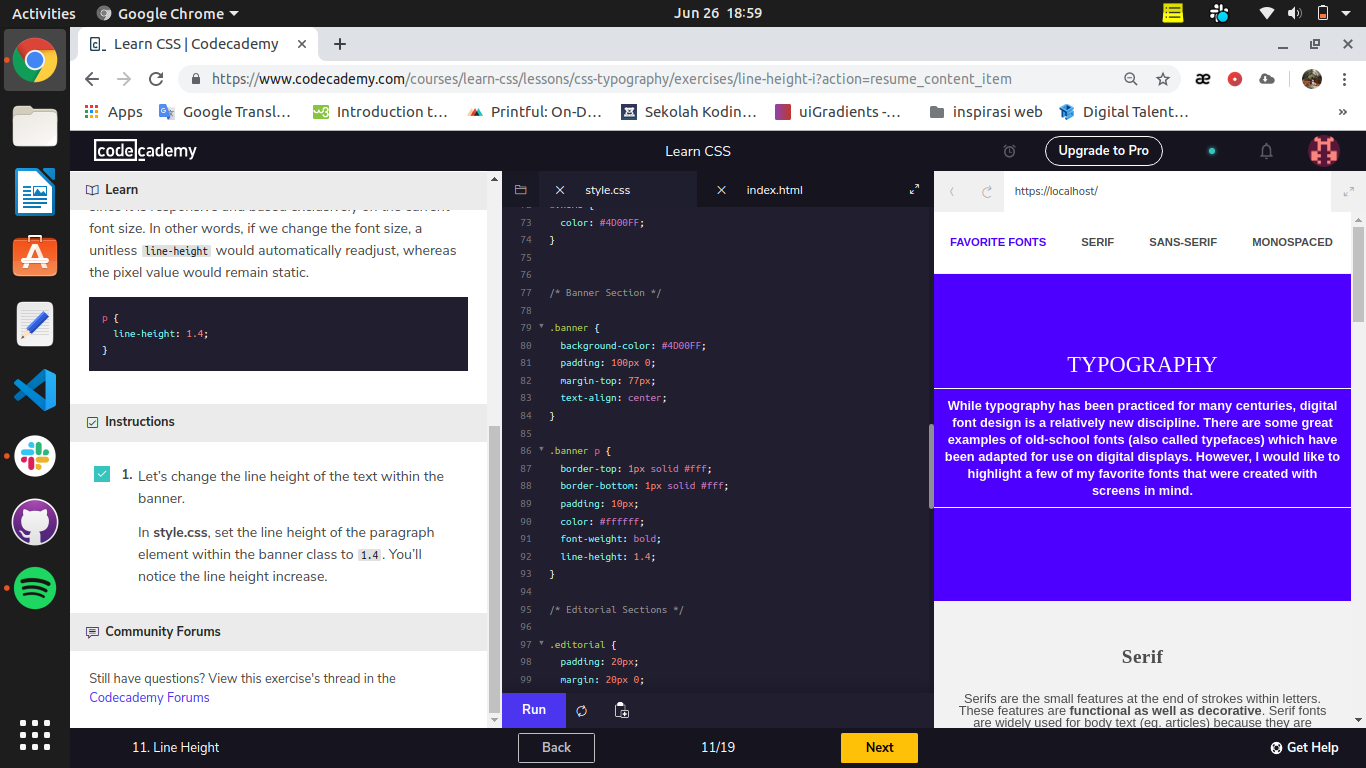 Activities
Google Chrome
Jun 26 18:59
Learn CSS | Codecademy
https://www.codecademy.com/courses/learn-css/lessons/css-typography/exercises/line-height-i?action=resume_content_item
Apps
Google Transl...
Introduction t...
Printful: On-D...
Sekolah Kodin...
uiGradients -...
inspirasi web
Digital Talent...
»
codecademy
Learn CSS
Upgrade to Pro
Learn
since it is responsive and based exclusively on the current
font size. In other words, if we change the font size, a
unitless line-height would automatically readjust, whereas
the pixel value would remain static.
p {
line-height: 1.4;
}
Instructions
1. Let's change the line height of the text within the
banner.
In style.css, set the line height of the paragraph
element within the banner class to 1.4. You'll
notice the line height increase.
Community Forums
Still have questions? View this exercise's thread in the
Codecademy Forums
style.css
index.html
73 color: #4D00FF;
74 }
75
76
77 /* Banner Section */
78
79 .banner {
80 background-color: #4D00FF;
81 padding: 100px 0;
82 margin-top: 77px;
83 text-align: center;
84 }
85
86 .banner p {
87 border-top: 1px solid #fff;
88 border-bottom: 1px solid #fff;
89 padding: 10px;
90 color: #ffffff;
91 font-weight: bold;
92 line-height: 1.4;
93 }
94
95 /* Editorial Sections */
96
97 .editorial {
98 padding: 20px;
99 margin: 20px 0;
Run
https://localhost/
FAVORITE FONTS SERIF SANS-SERIF MONOSPACED
TYPOGRAPHY
While typography has been practiced for many centuries, digital
font design is a relatively new discipline. There are some great
examples of old-school fonts (also called typefaces) which have
been adapted for use on digital displays. However, I would like to
highlight a few of my favorite fonts that were created with
screens in mind.
Serif
Serifs are the small features at the end of strokes within letters.
These features are functional as well as decorative. Serif fonts
are widely used for body text (eg. articles) because they are
11. Line Height
Back
11/19
Next
Get Help